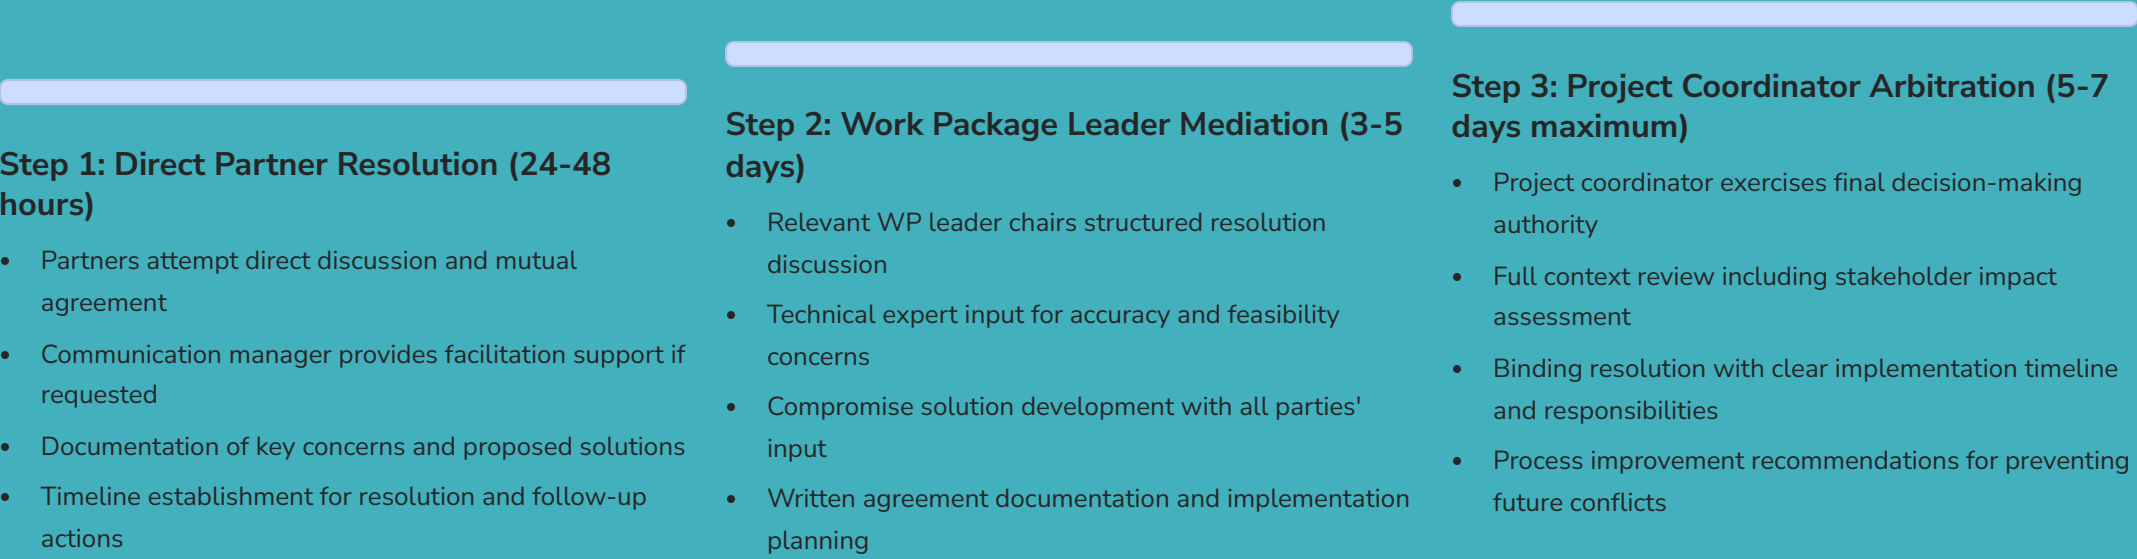 Step 1: Direct Partner Resolution (24-48
hours)
• Partners attempt direct discussion and mutual
agreement
• Communication manager provides facilitation support if
requested
• Documentation of key concerns and proposed solutions
• Timeline establishment for resolution and follow-up
actions
Step 2: Work Package Leader Mediation (3-5
days)
• Relevant WP leader chairs structured resolution
discussion
• Technical expert input for accuracy and feasibility
concerns
• Compromise solution development with all parties'
input
• Written agreement documentation and implementation
planning
Step 3: Project Coordinator Arbitration (5-7
days maximum)
• Project coordinator exercises final decision-making
authority
• Full context review including stakeholder impact
assessment
• Binding resolution with clear implementation timeline
and responsibilities
• Process improvement recommendations for preventing
future conflicts